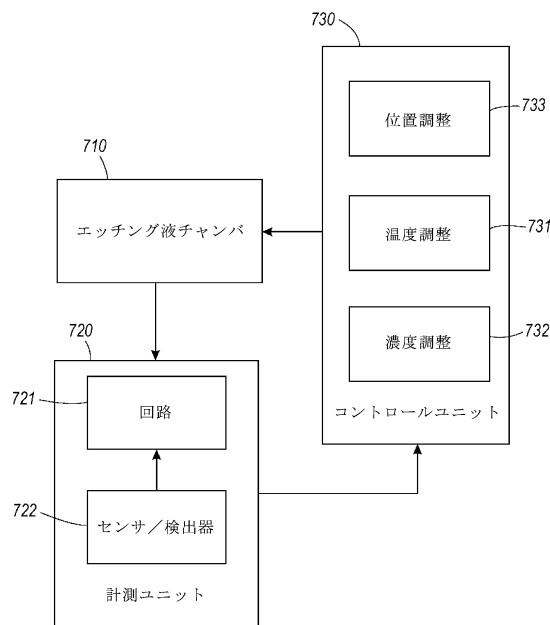 730
733
位置調整
710
エッチング液チャンバ
731
温度調整
720
732
濃度調整
721
回路
コントロールユニット
722
センサ/検出器
計測ユニット